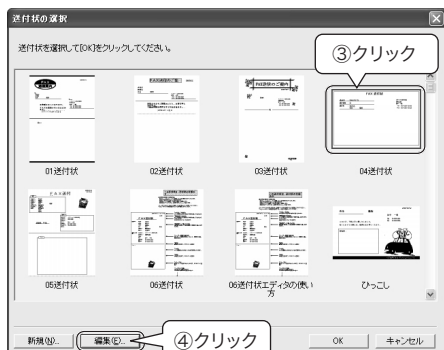 送付状の選択
送付状を選択して[OK]をクリックしてください。
③クリック
01送付状
02送付状
03送付状
04送付状
05送付状
06送付状
06送付状エディタの使い
方
ひっこし
新規(N)...
編集(E)...
④クリック
OK
キャンセル